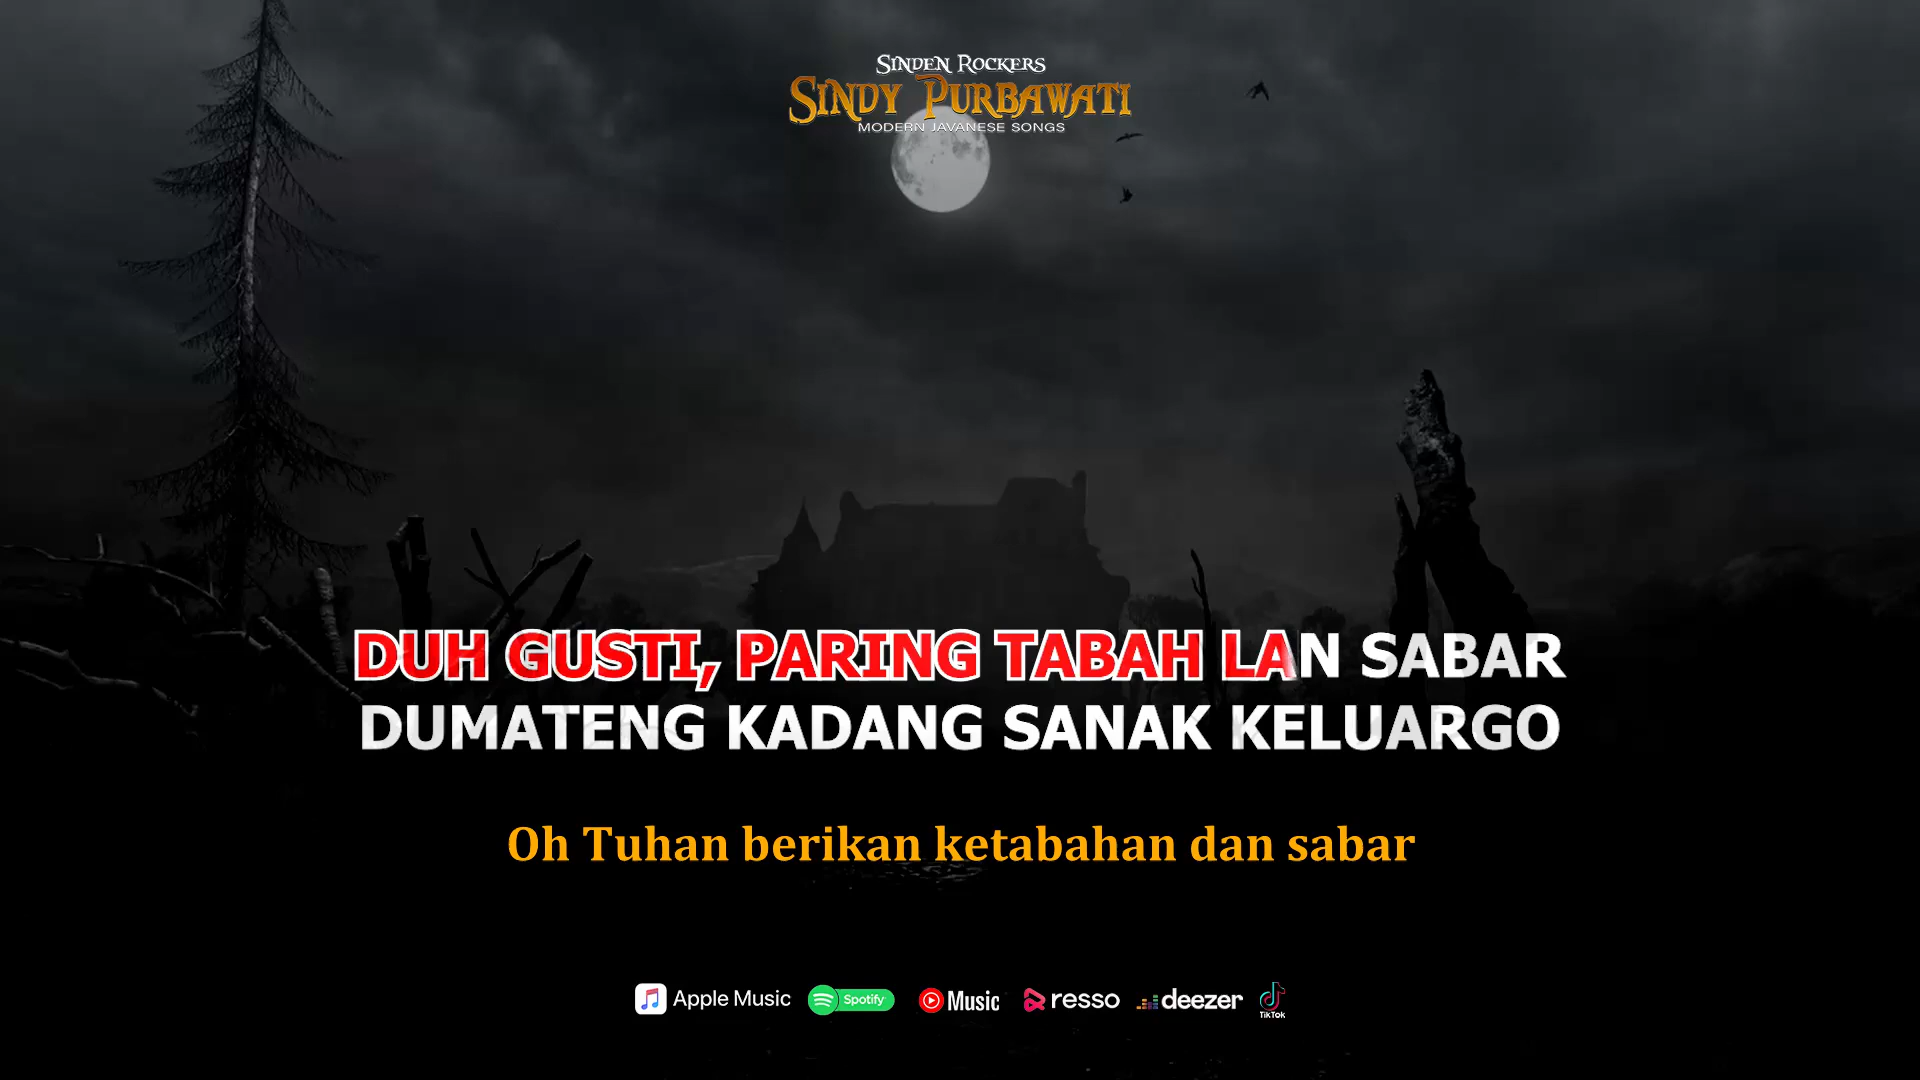 SINDEN ROCKERS
SINDY PURBAWATI
MODERN JAVANESE SONGS
DUH GUSTI, PARING TABAH LAN SABAR
DUMATENG KADANG SANAK KELUARGO
Oh Tuhan berikan ketabahan dan sabar
Apple Music Spotify Music resso deezer TikTok